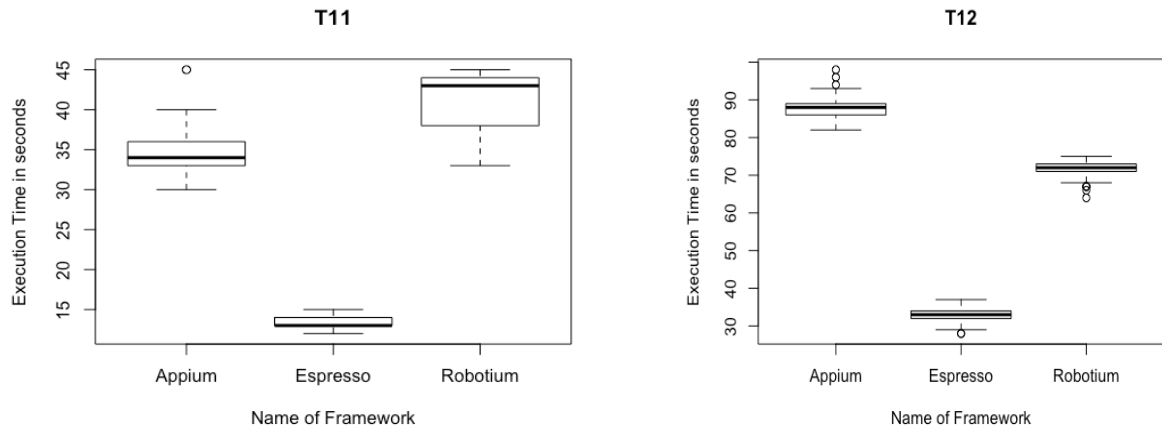 T11
Execution Time in seconds
45
40
35
30
25
20
15
Appium Espresso Robotium
Name of Framework
T12
Execution Time in seconds
90
80
70
60
50
40
30
Appium Espresso Robotium
Name of Framework